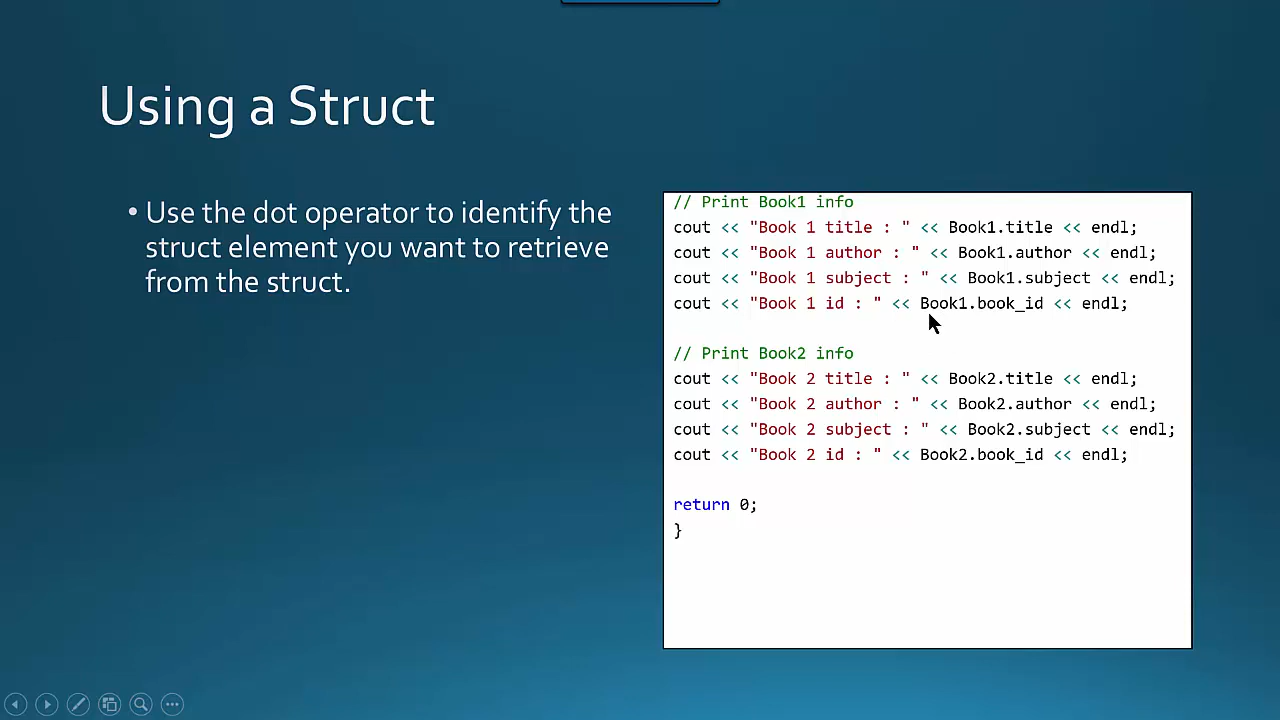 Using a Struct
• Use the dot operator to identify the
struct element you want to retrieve
from the struct.
// Print Book1 info
cout << "Book 1 title : " << Book1.title << endl;
cout << "Book 1 author : " << Book1.author << endl;
cout << "Book 1 subject : " << Book1.subject << endl;
cout << "Book 1 id : " << Book1.book_id << endl;
// Print Book2 info
cout << "Book 2 title : " << Book2.title << endl;
cout << "Book 2 author : " << Book2.author << endl;
cout << "Book 2 subject : " << Book2.subject << endl;
cout << "Book 2 id : " << Book2.book_id << endl;
return 0;
}